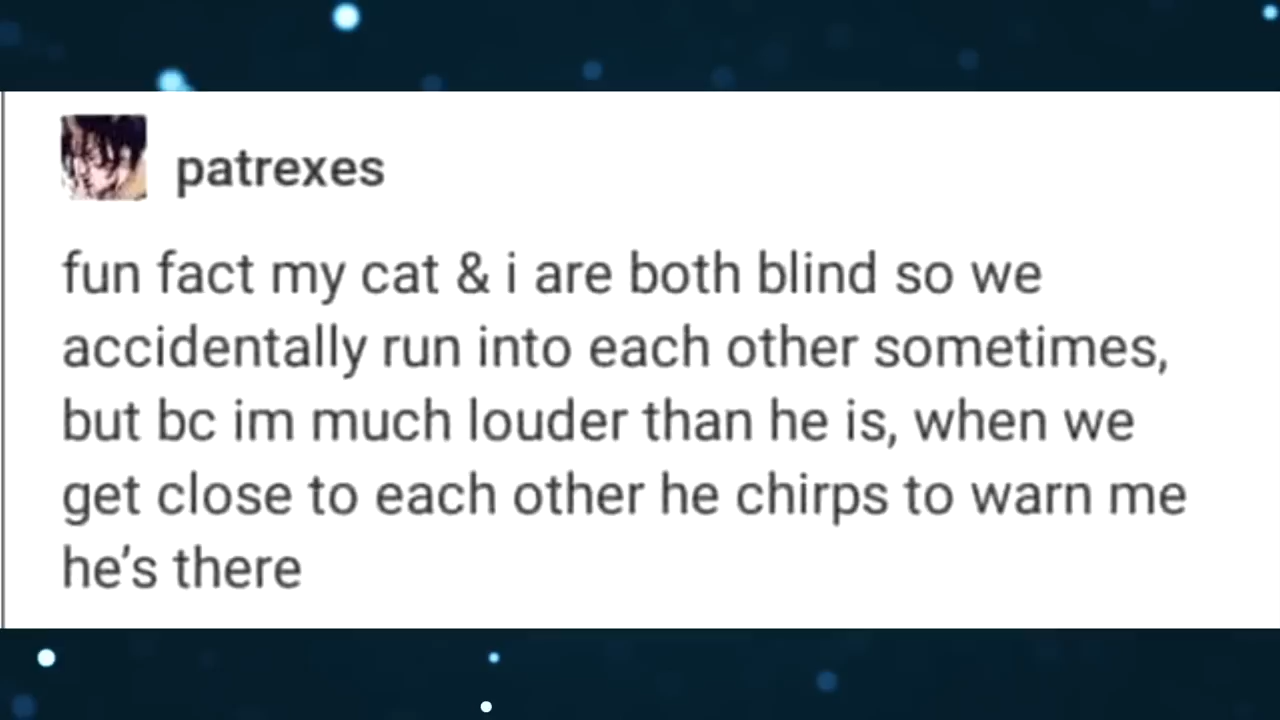 patrexes
fun fact my cat & i are both blind so we
accidentally run into each other sometimes,
but bc im much louder than he is, when we
get close to each other he chirps to warn me
he’s there